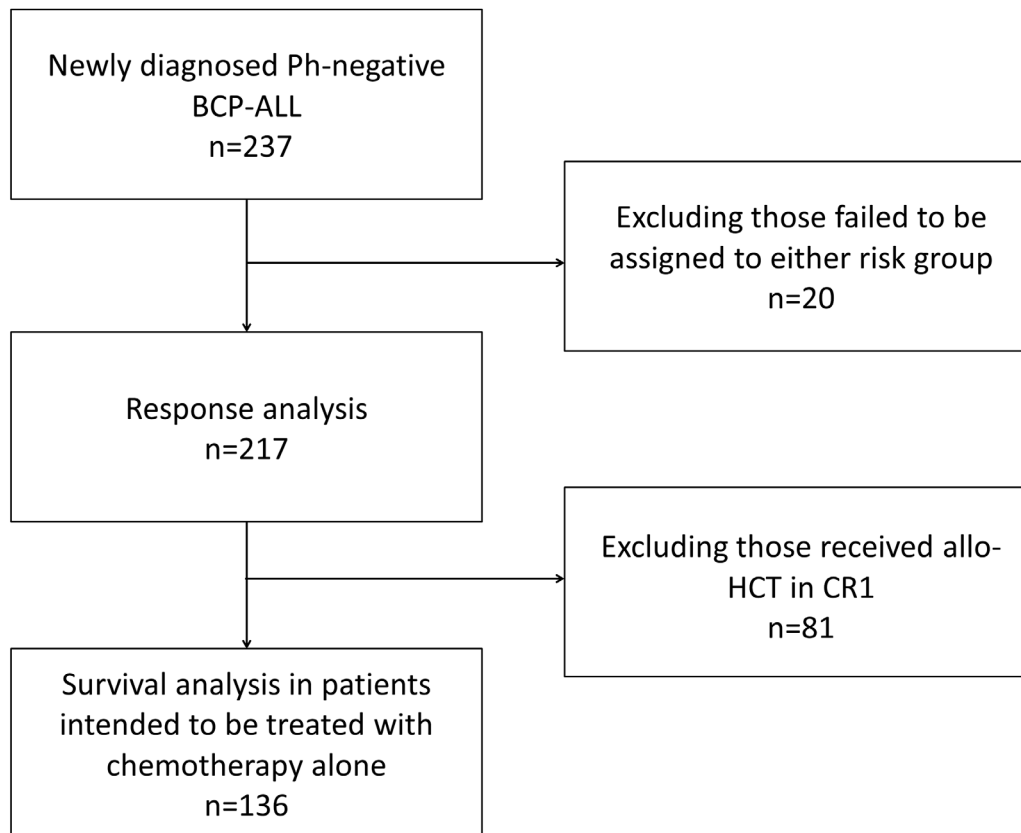 Newly diagnosed Ph-negative
BCP-ALL
n=237
Excluding those failed to be
assigned to either risk group
n=20
Response analysis
n=217
Excluding those received allo-
HCT in CR1
n=81
Survival analysis in patients
intended to be treated with
chemotherapy alone
n=136